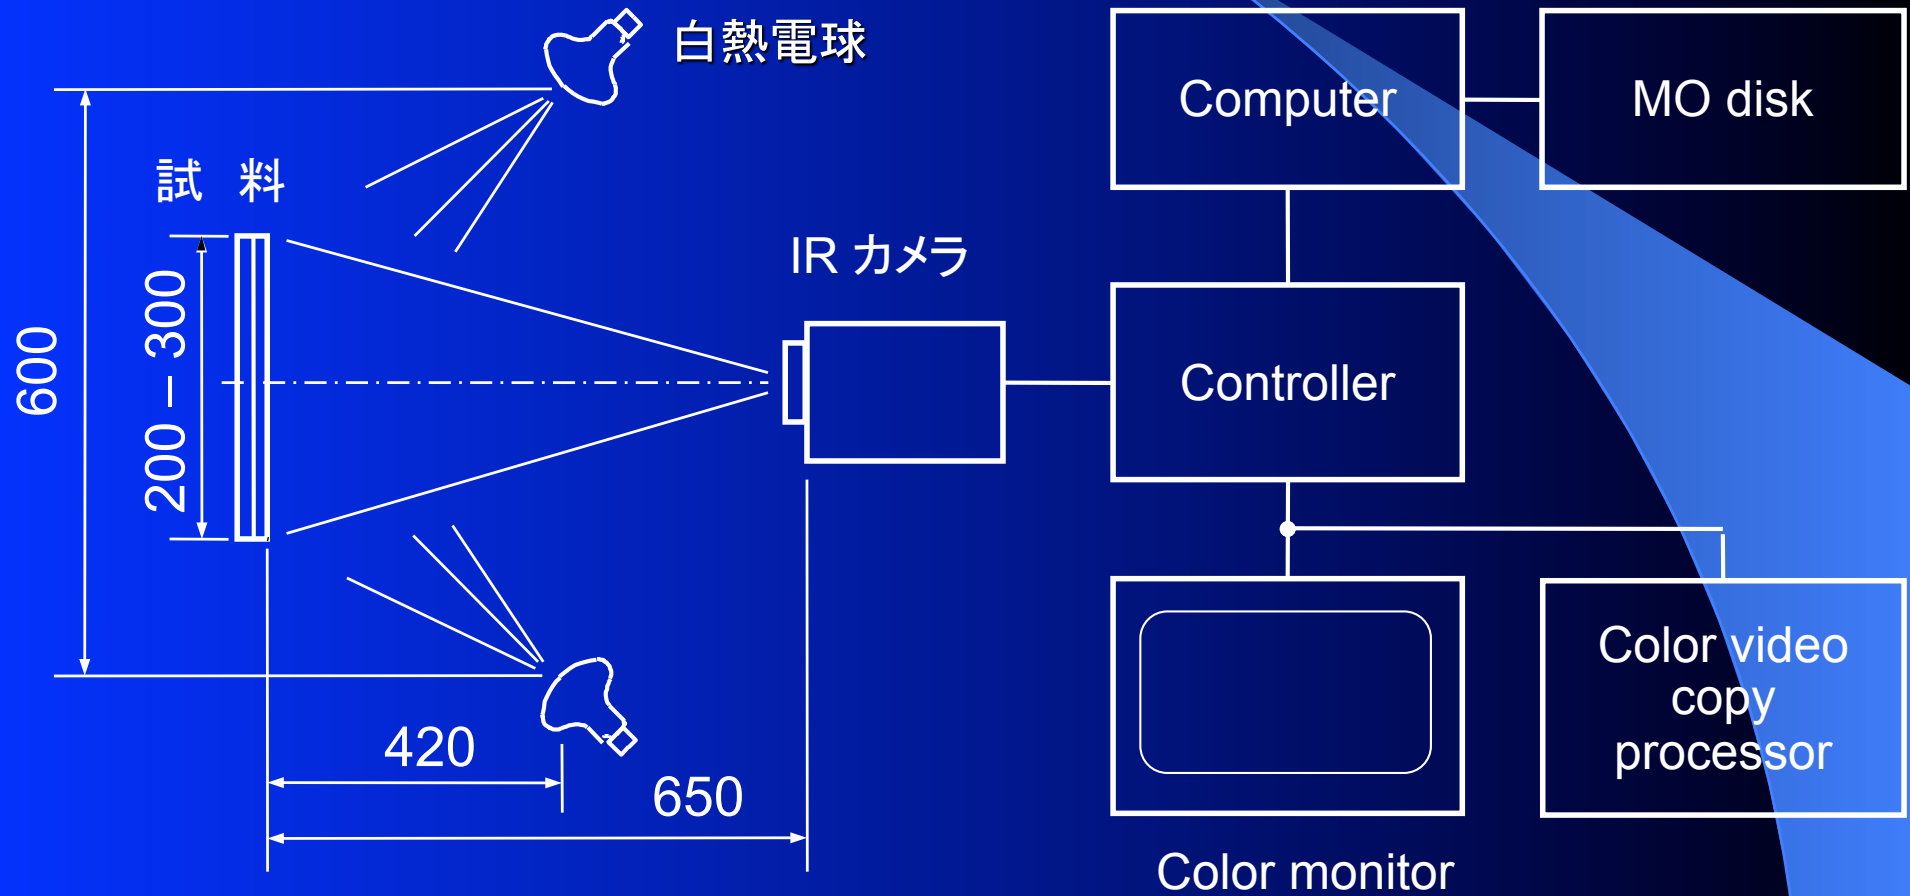 白熱電球
試 料
600
200 – 300
IR カメラ
420
650
Computer
MO disk
Controller
Color video
copy
processor
Color monitor